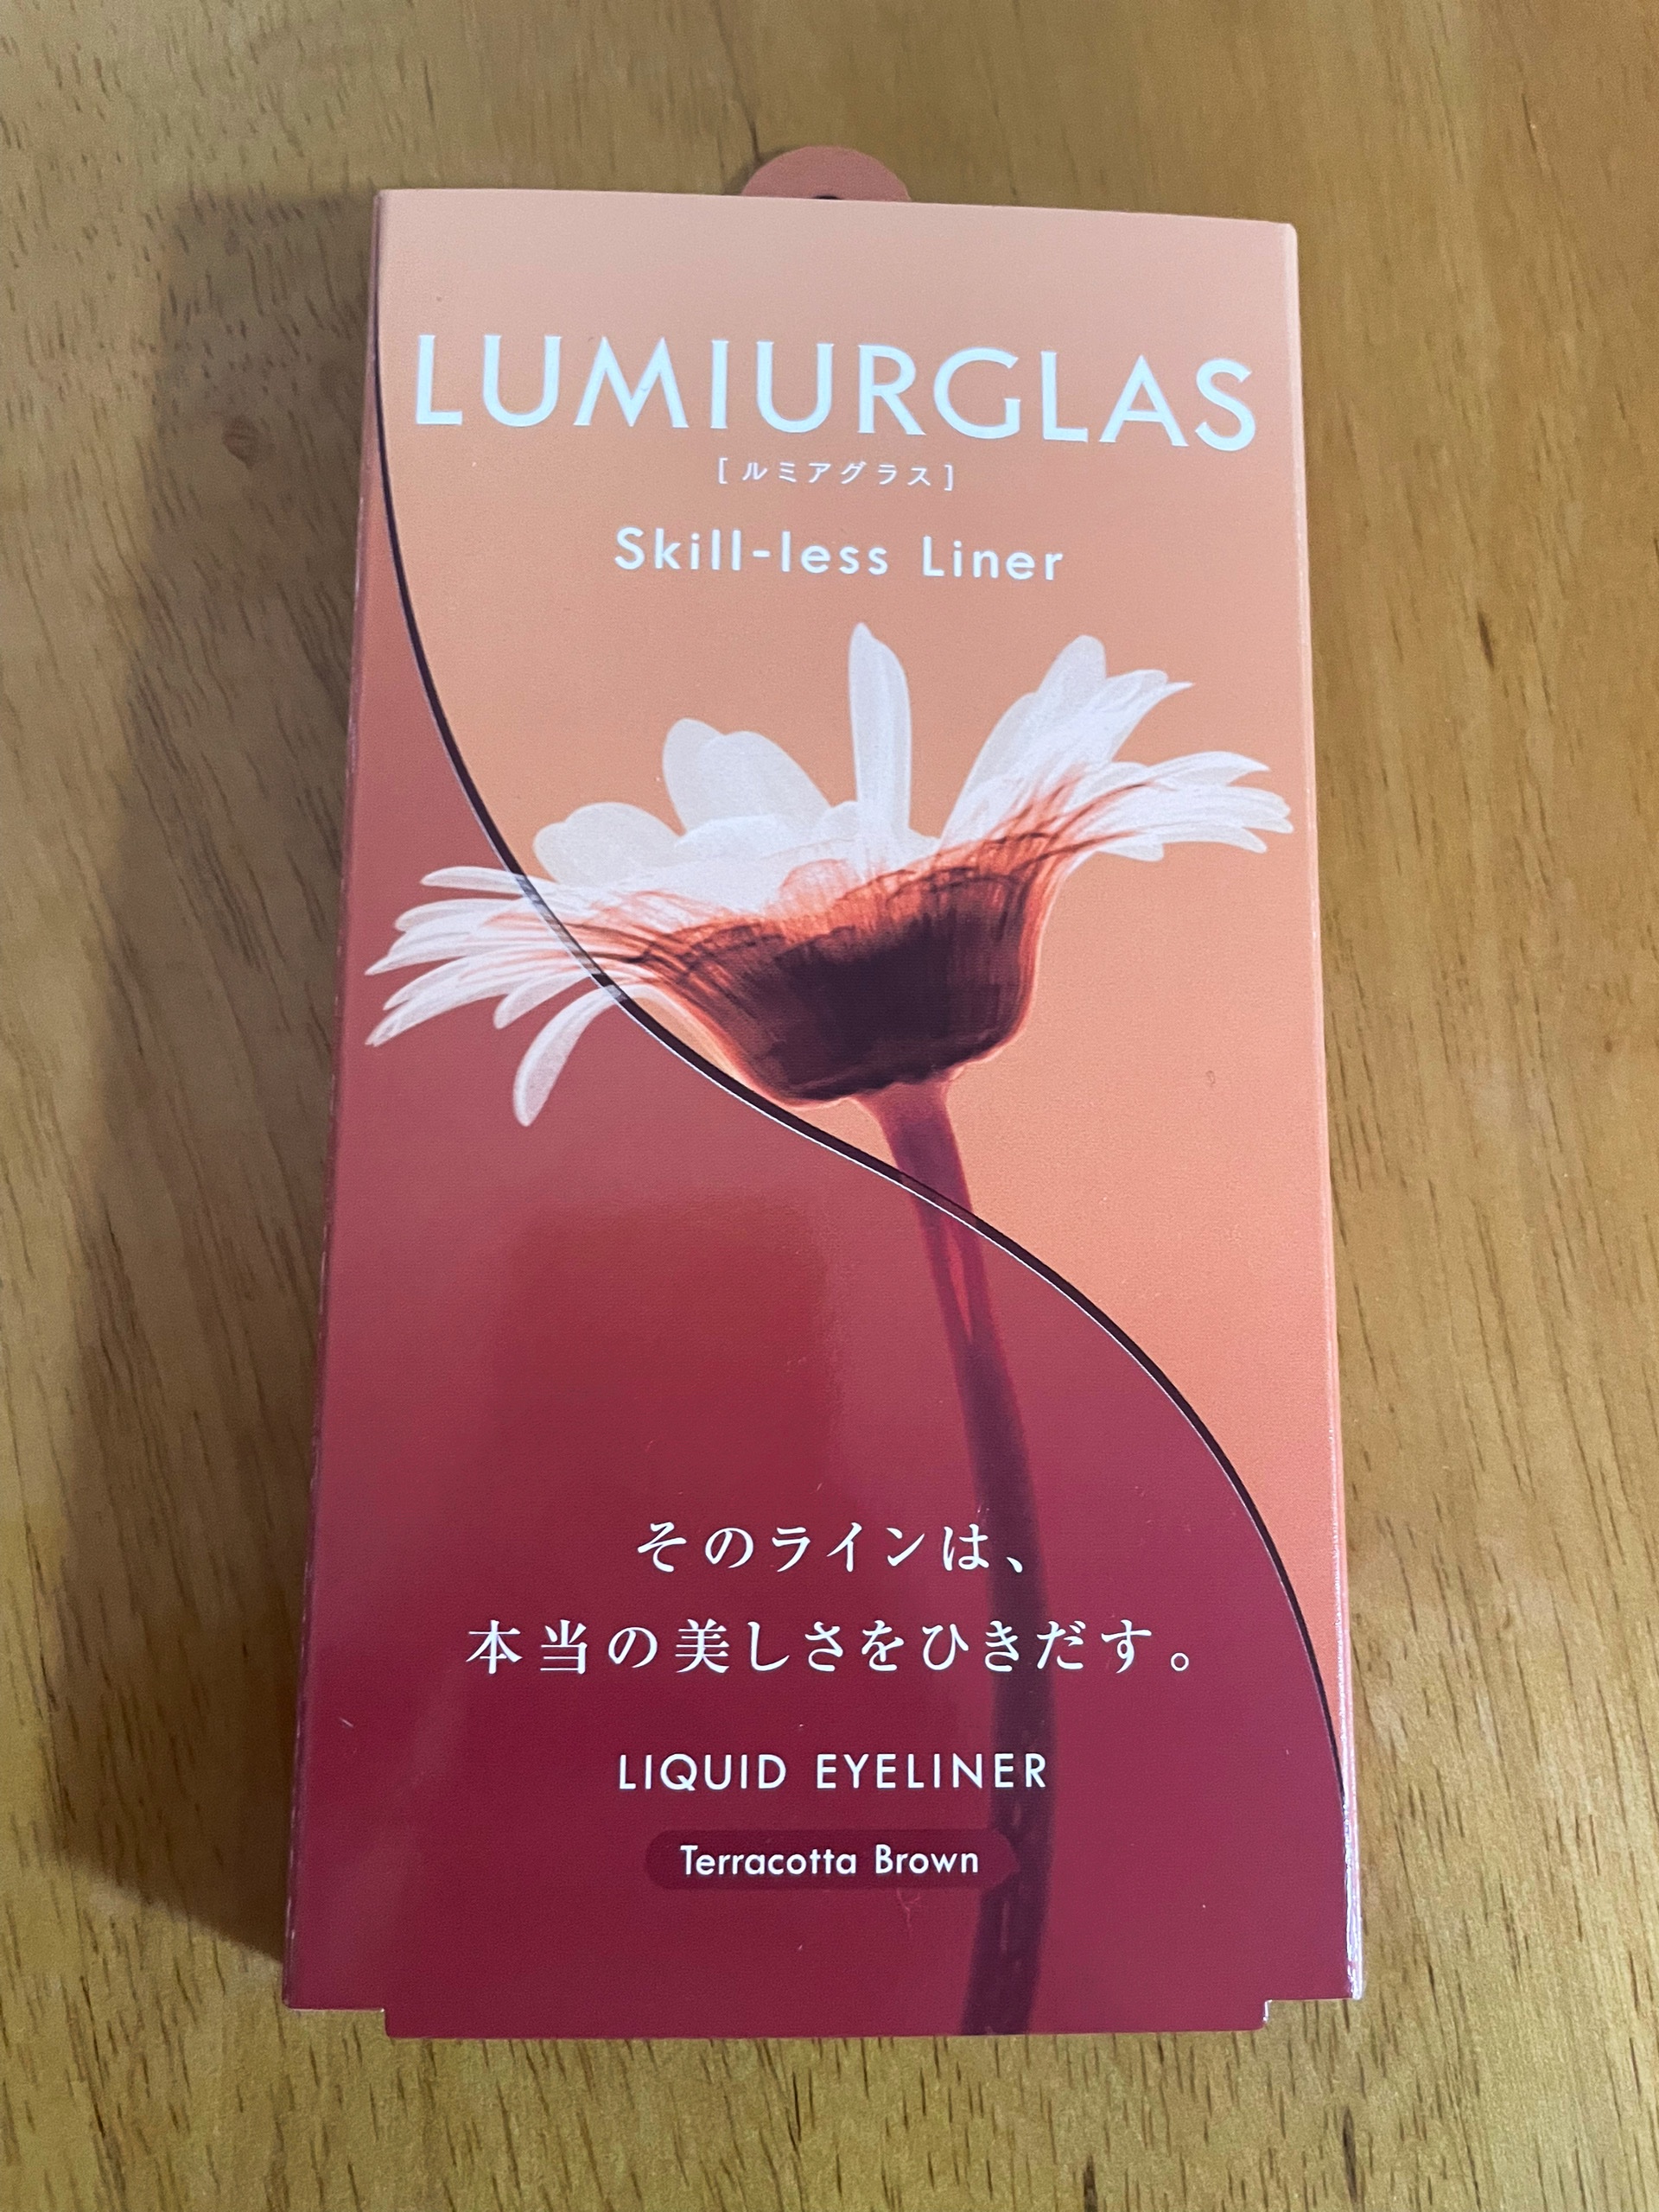 LUMIURGLAS
[ルミアグラス]
Skill-less Liner
そのラインは、
本当の美しさをひきだす。
LIQUID EYELINER
Terracotta Brown